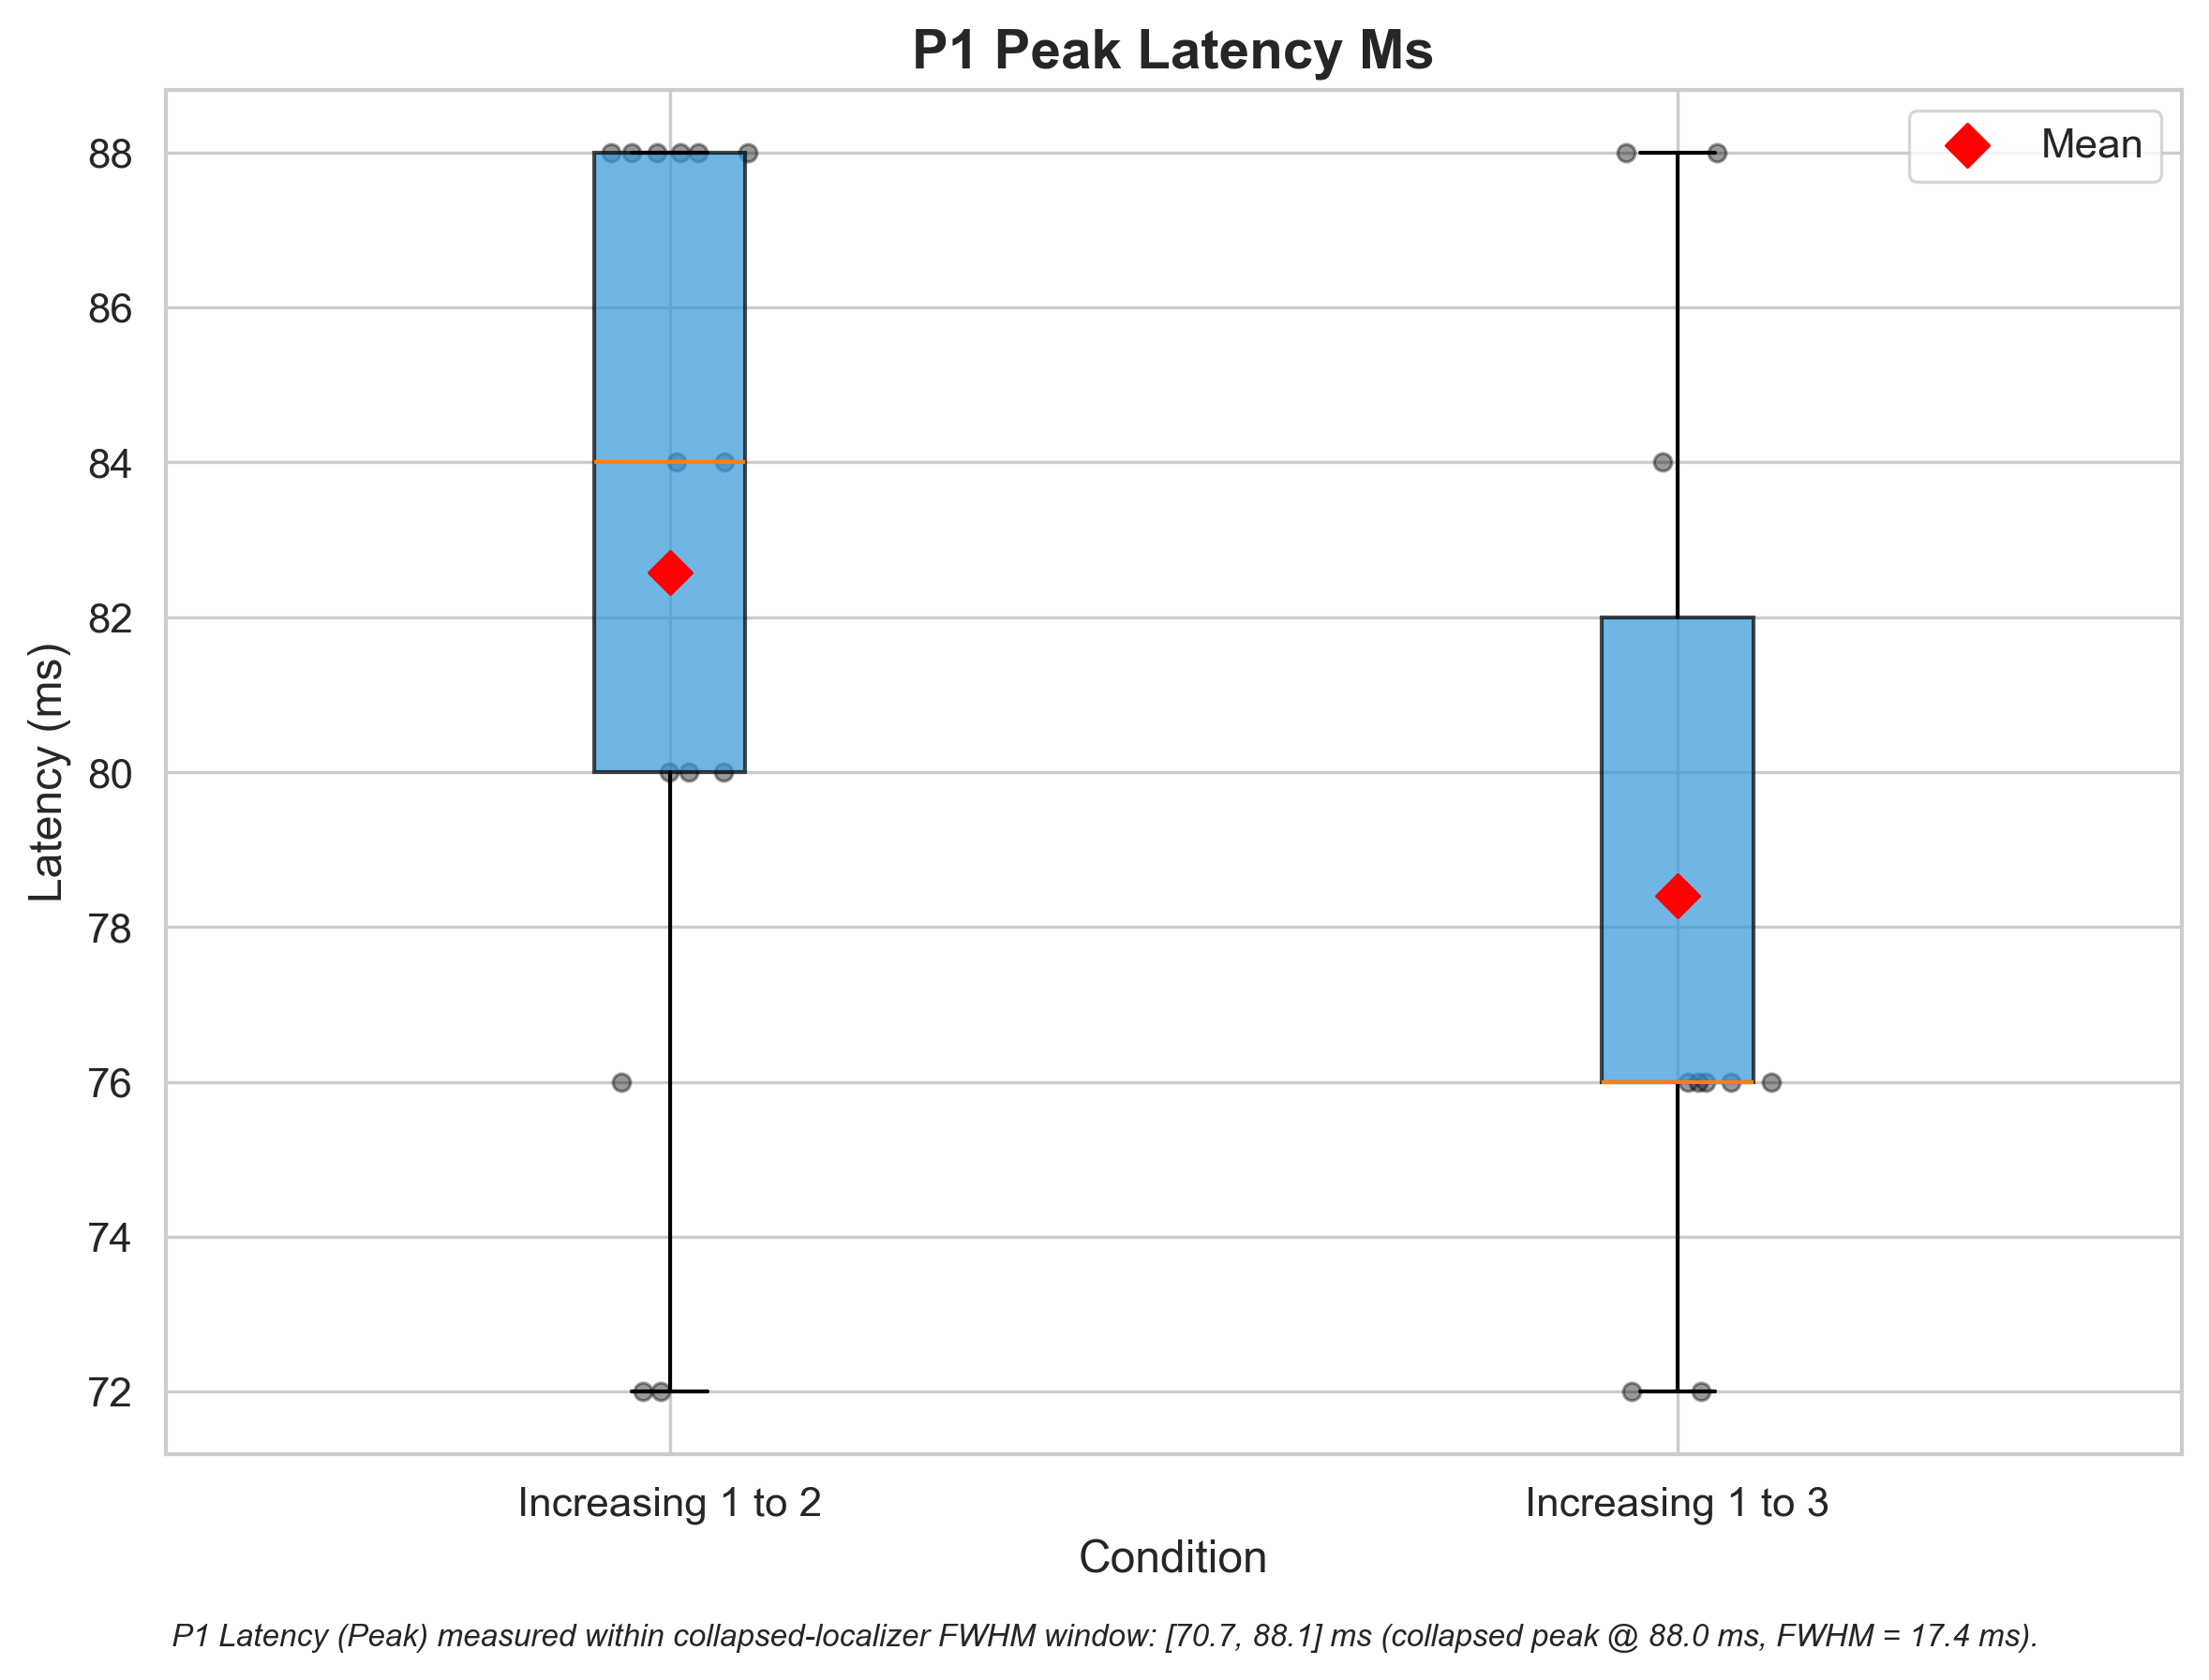 P1 Peak Latency Ms
Mean
Latency (ms)
88
86
84
82
80
78
76
74
72
Increasing 1 to 2
Increasing 1 to 3
Condition
P1 Latency (Peak) measured within collapsed-localizer FWHM window: [70.7, 88.1] ms (collapsed peak @ 88.0 ms, FWHM = 17.4 ms).